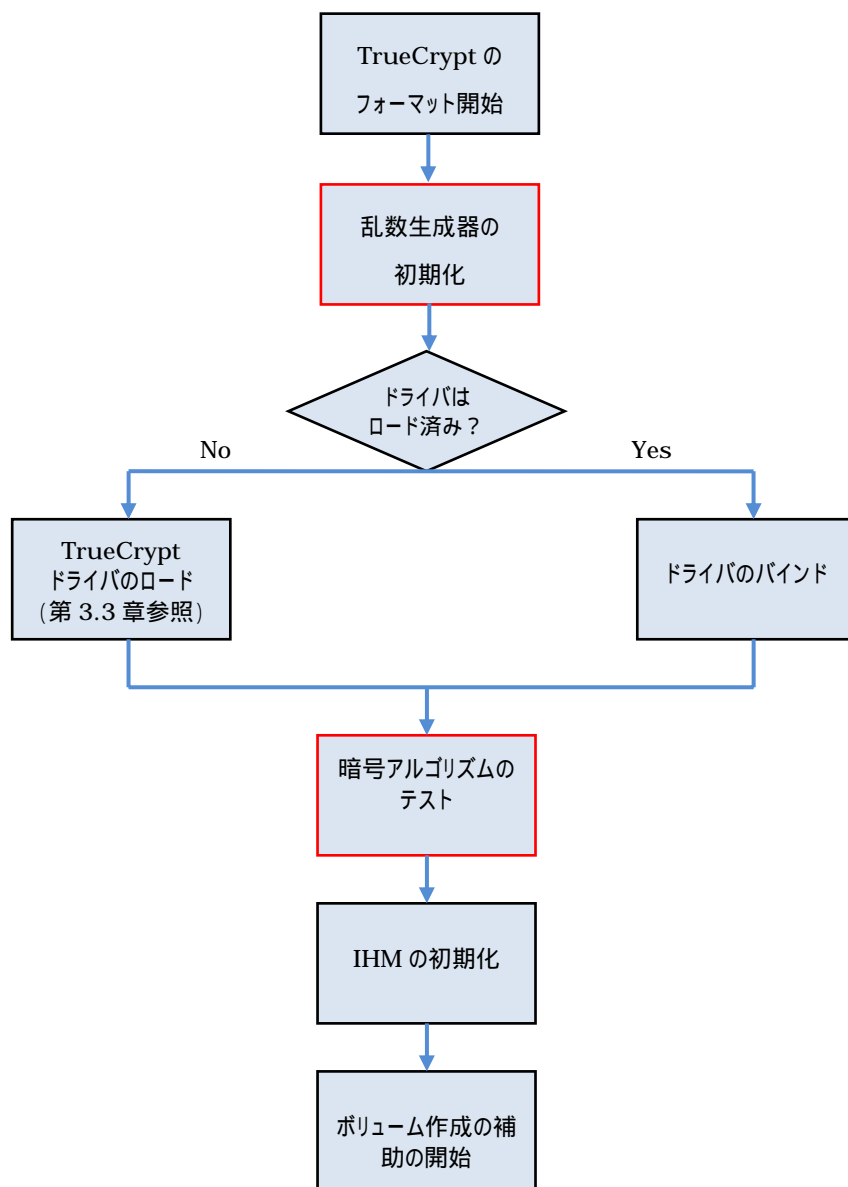 TrueCrypt の
フォーマット開始
乱数生成器の
初期化
ドライバは
ロード済み?
No
Yes
TrueCrypt
ドライバのロード
(第 3.3 章参照)
ドライバのバインド
暗号アルゴリズムの
テスト
IHM の初期化
ボリューム作成の補
助の開始